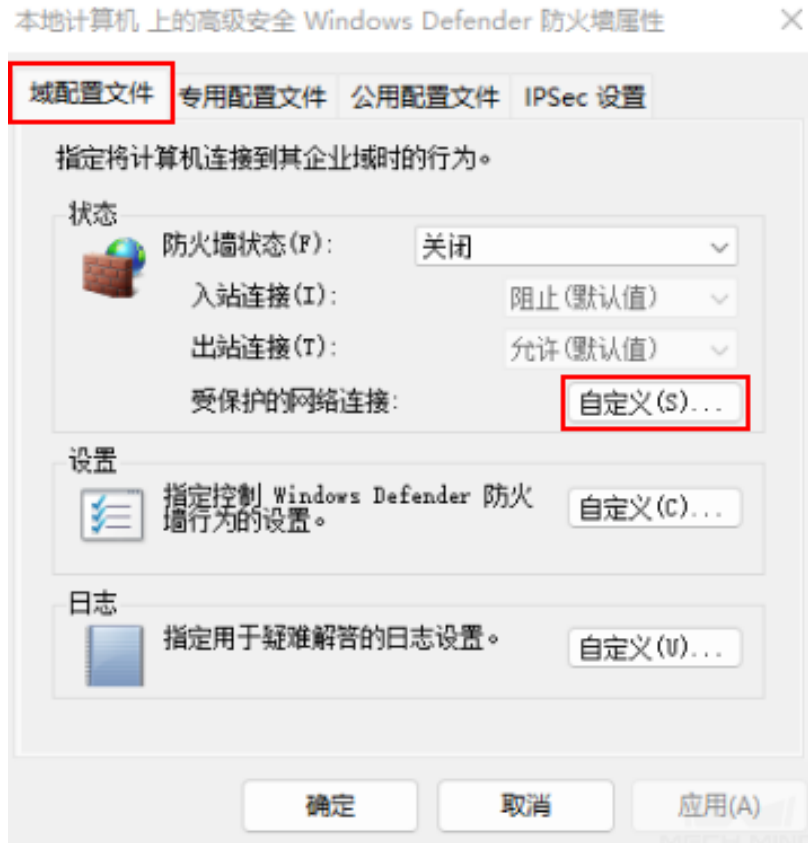 本地计算机 上的高级安全 Windows Defender 防火墙属性
域配置文件 专用配置文件 公用配置文件 IPSec 设置
指定将计算机连接到其企业域时的行为。
状态
防火墙状态(F): 关闭
入站连接(I): 阻止(默认值)
出站连接(T): 允许(默认值)
受保护的网络连接: 自定义(S)...
设置
指定控制 Windows Defender 防火
墙行为的设置。 自定义(C)...
日志
指定用于疑难解答的日志设置。 自定义(U)...
确定 取消 应用(A)